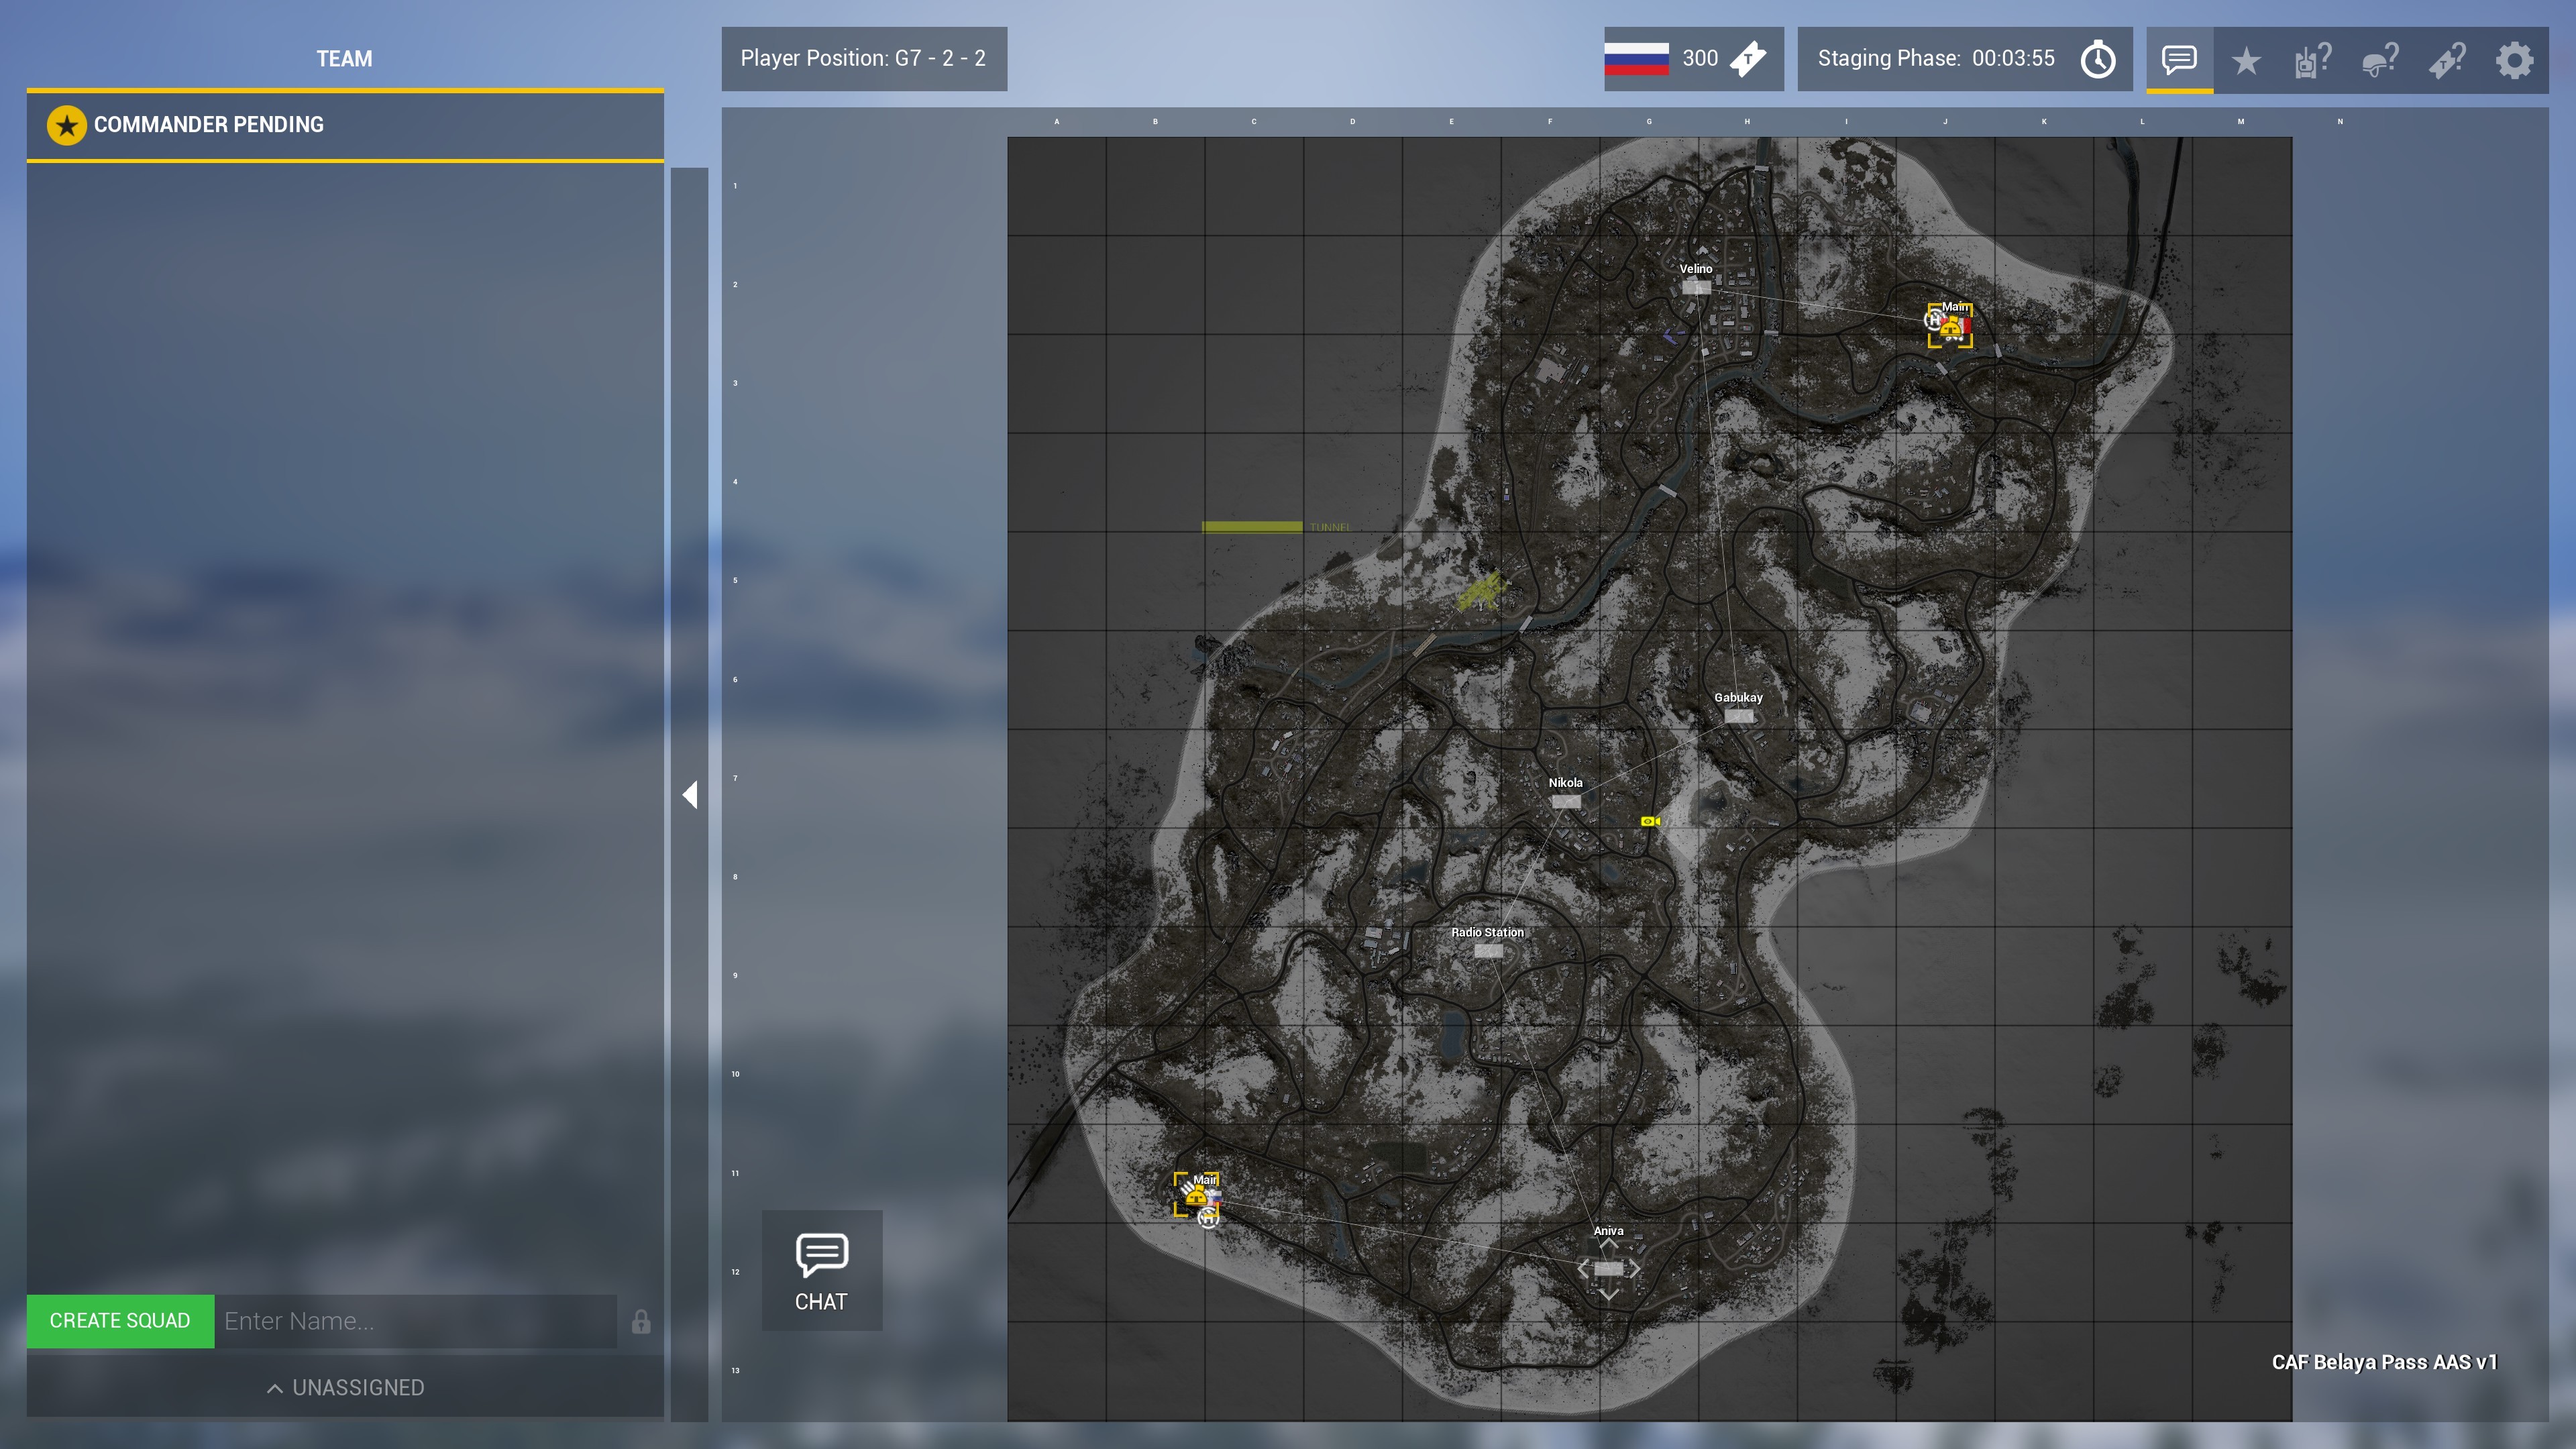 TEAM
Player Position: G7 - 2 - 2
300
Staging Phase: 00:03:55
COMMANDER PENDING
A B C D E F G H I J K L M N
1
2
3
4
5
6
7
8
9
10
11
12
13
Velino
Main
TUNNEL
Gabukay
Nikola
Radio Station
Main
Aniva
CHAT
CREATE SQUAD Enter Name...
UNASSIGNED
CAF Belaya Pass AAS v1